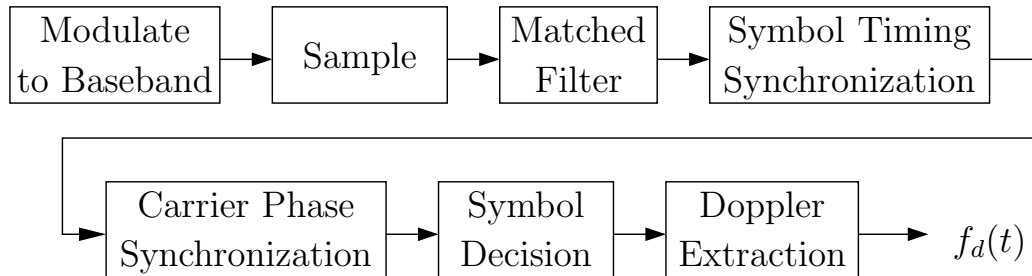 Modulate
to Baseband
Sample
Matched
Filter
Symbol Timing
Synchronization
Carrier Phase
Synchronization
Symbol
Decision
Doppler
Extraction
f_d(t)